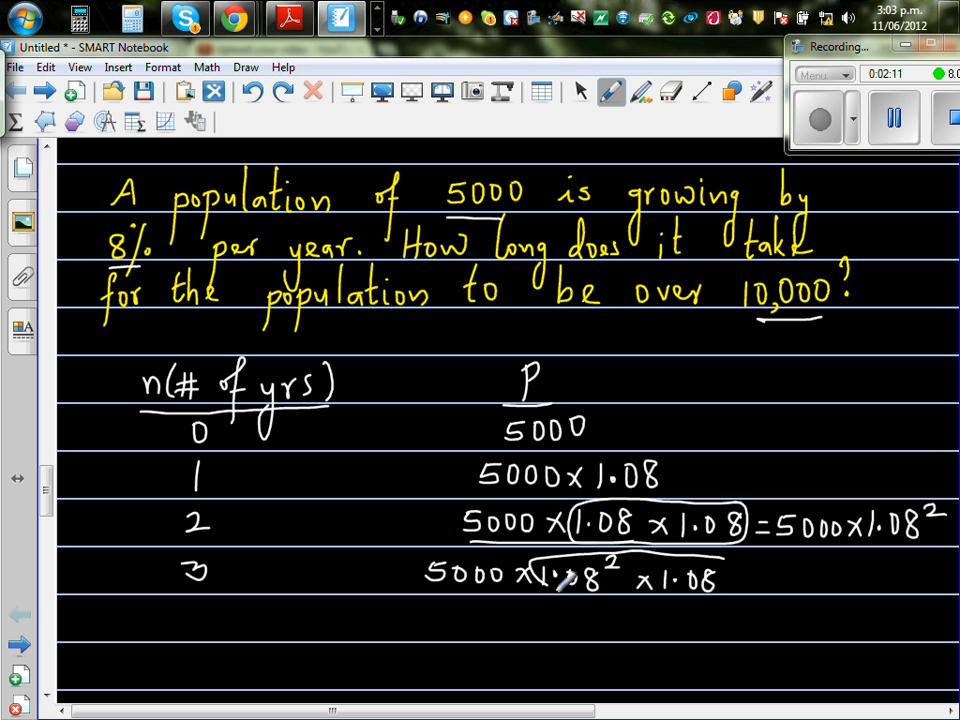 3:03 p.m.
11/06/2012
Untitled * - SMART Notebook
Recording...
File Edit View Insert Format Math Draw Help
Menu
0:02:11
8.0
A population of 5000 is growing by
8% per year. How long does it take
for the population to be over 10,000?
n(# of yrs) P
0 5000
1 5000 × 1.08
2 5000 × (1.08 × 1.08) = 5000 × 1.08²
3 5000 × 1.08² × 1.08